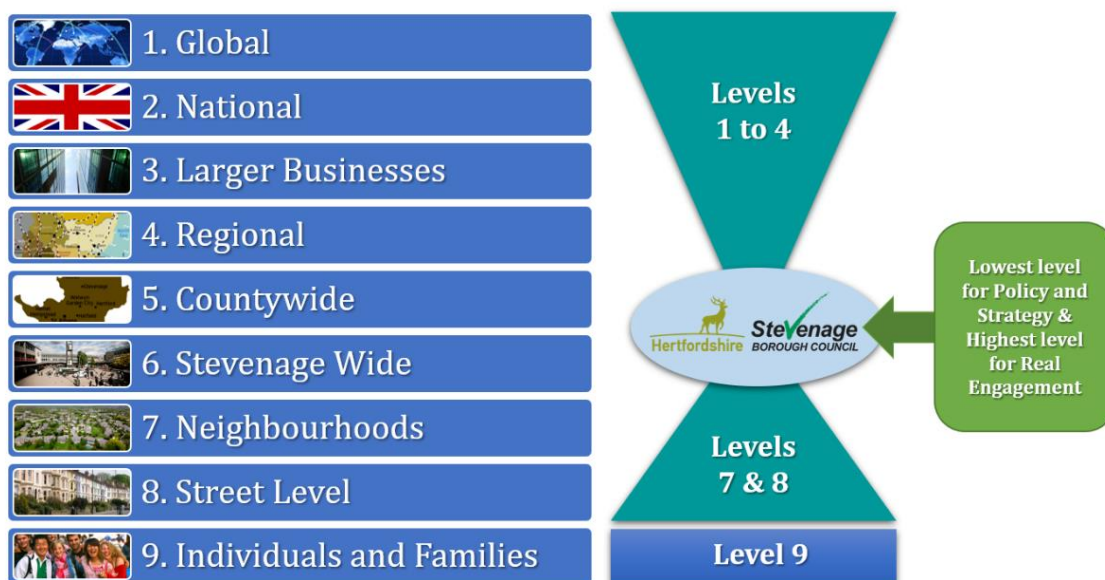 1. Global
2. National
3. Larger Businesses
4. Regional
5. Countywide
6. Stevenage Wide
7. Neighbourhoods
8. Street Level
9. Individuals and Families
Levels
1 to 4
Hertfordshire
Stevenage
BOROUGH COUNCIL
Lowest level
for Policy and
Strategy &
Highest level
for Real
Engagement
Levels
7 & 8
Level 9